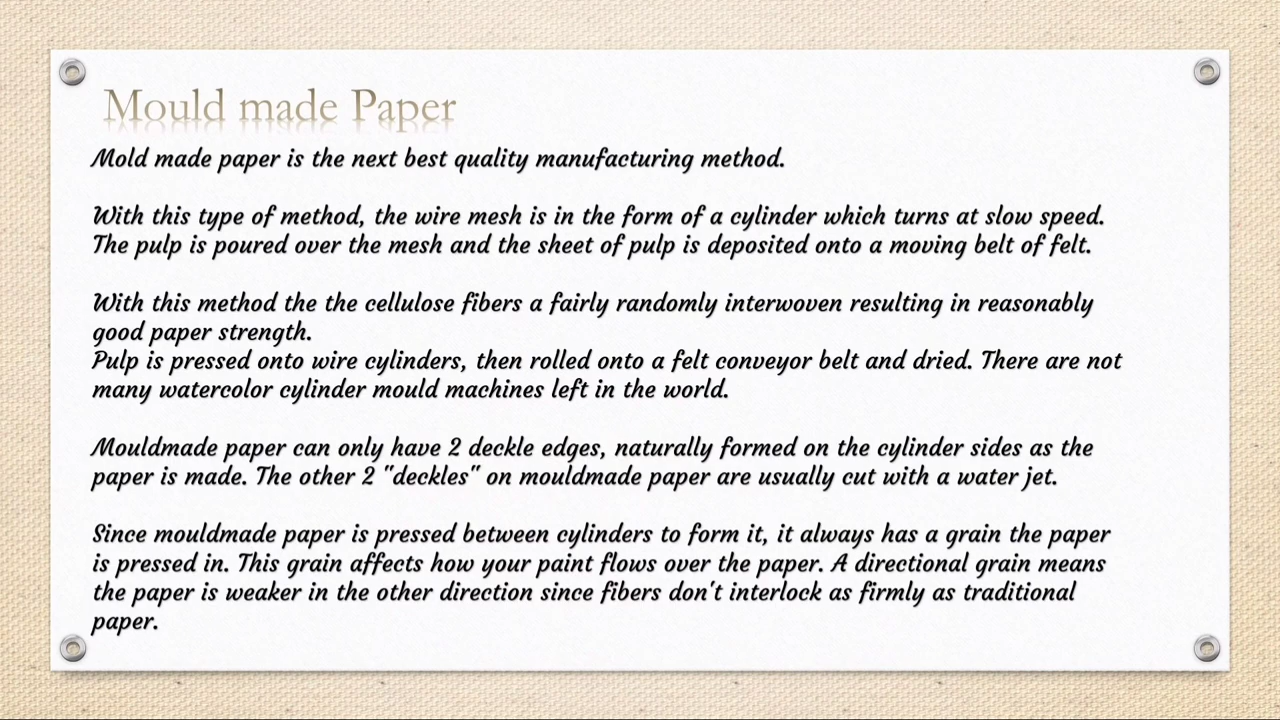 Mould made Paper
Mold made paper is the next best quality manufacturing method.
With this type of method, the wire mesh is in the form of a cylinder which turns at slow speed.
The pulp is poured over the mesh and the sheet of pulp is deposited onto a moving belt of felt.
With this method the the cellulose fibers a fairly randomly interwoven resulting in reasonably
good paper strength.
Pulp is pressed onto wire cylinders, then rolled onto a felt conveyor belt and dried. There are not
many watercolor cylinder mould machines left in the world.
Mouldmade paper can only have 2 deckle edges, naturally formed on the cylinder sides as the
paper is made. The other 2 "deckles" on mouldmade paper are usually cut with a water jet.
Since mouldmade paper is pressed between cylinders to form it, it always has a grain the paper
is pressed in. This grain affects how your paint flows over the paper. A directional grain means
the paper is weaker in the other direction since fibers don't interlock as firmly as traditional
paper.